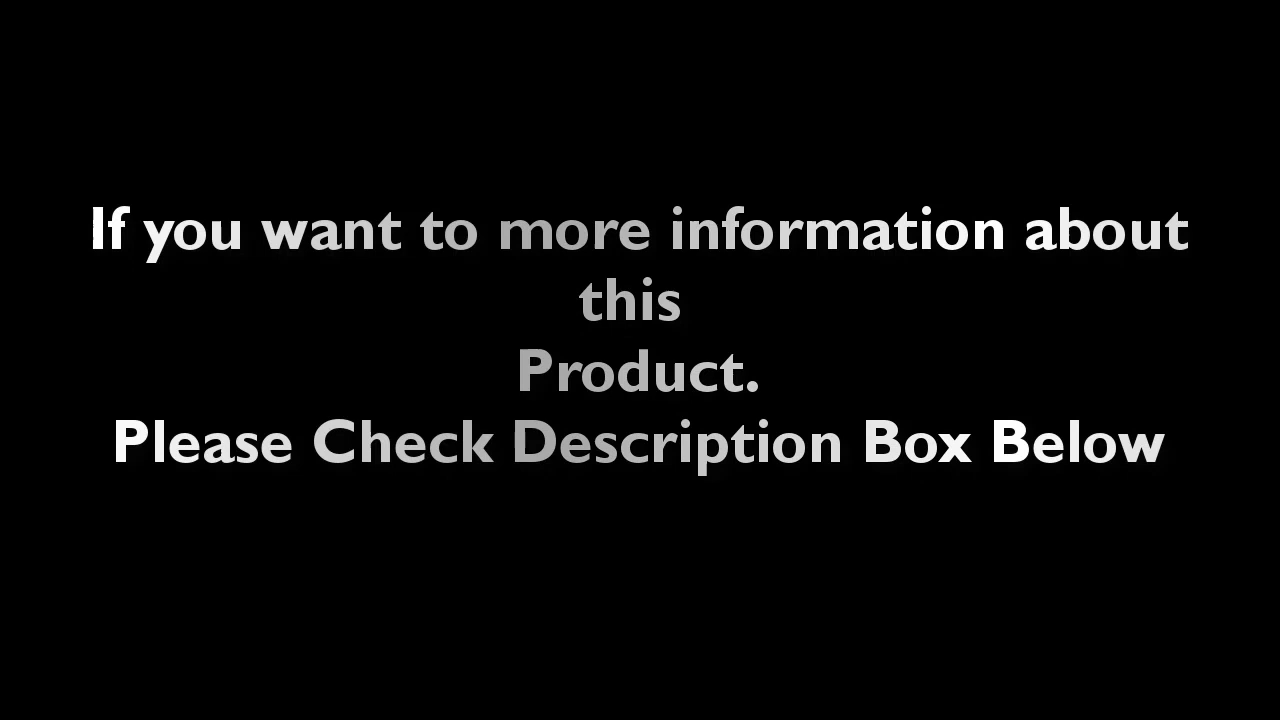 If you want to more information about
this
Product.
Please Check Description Box Below